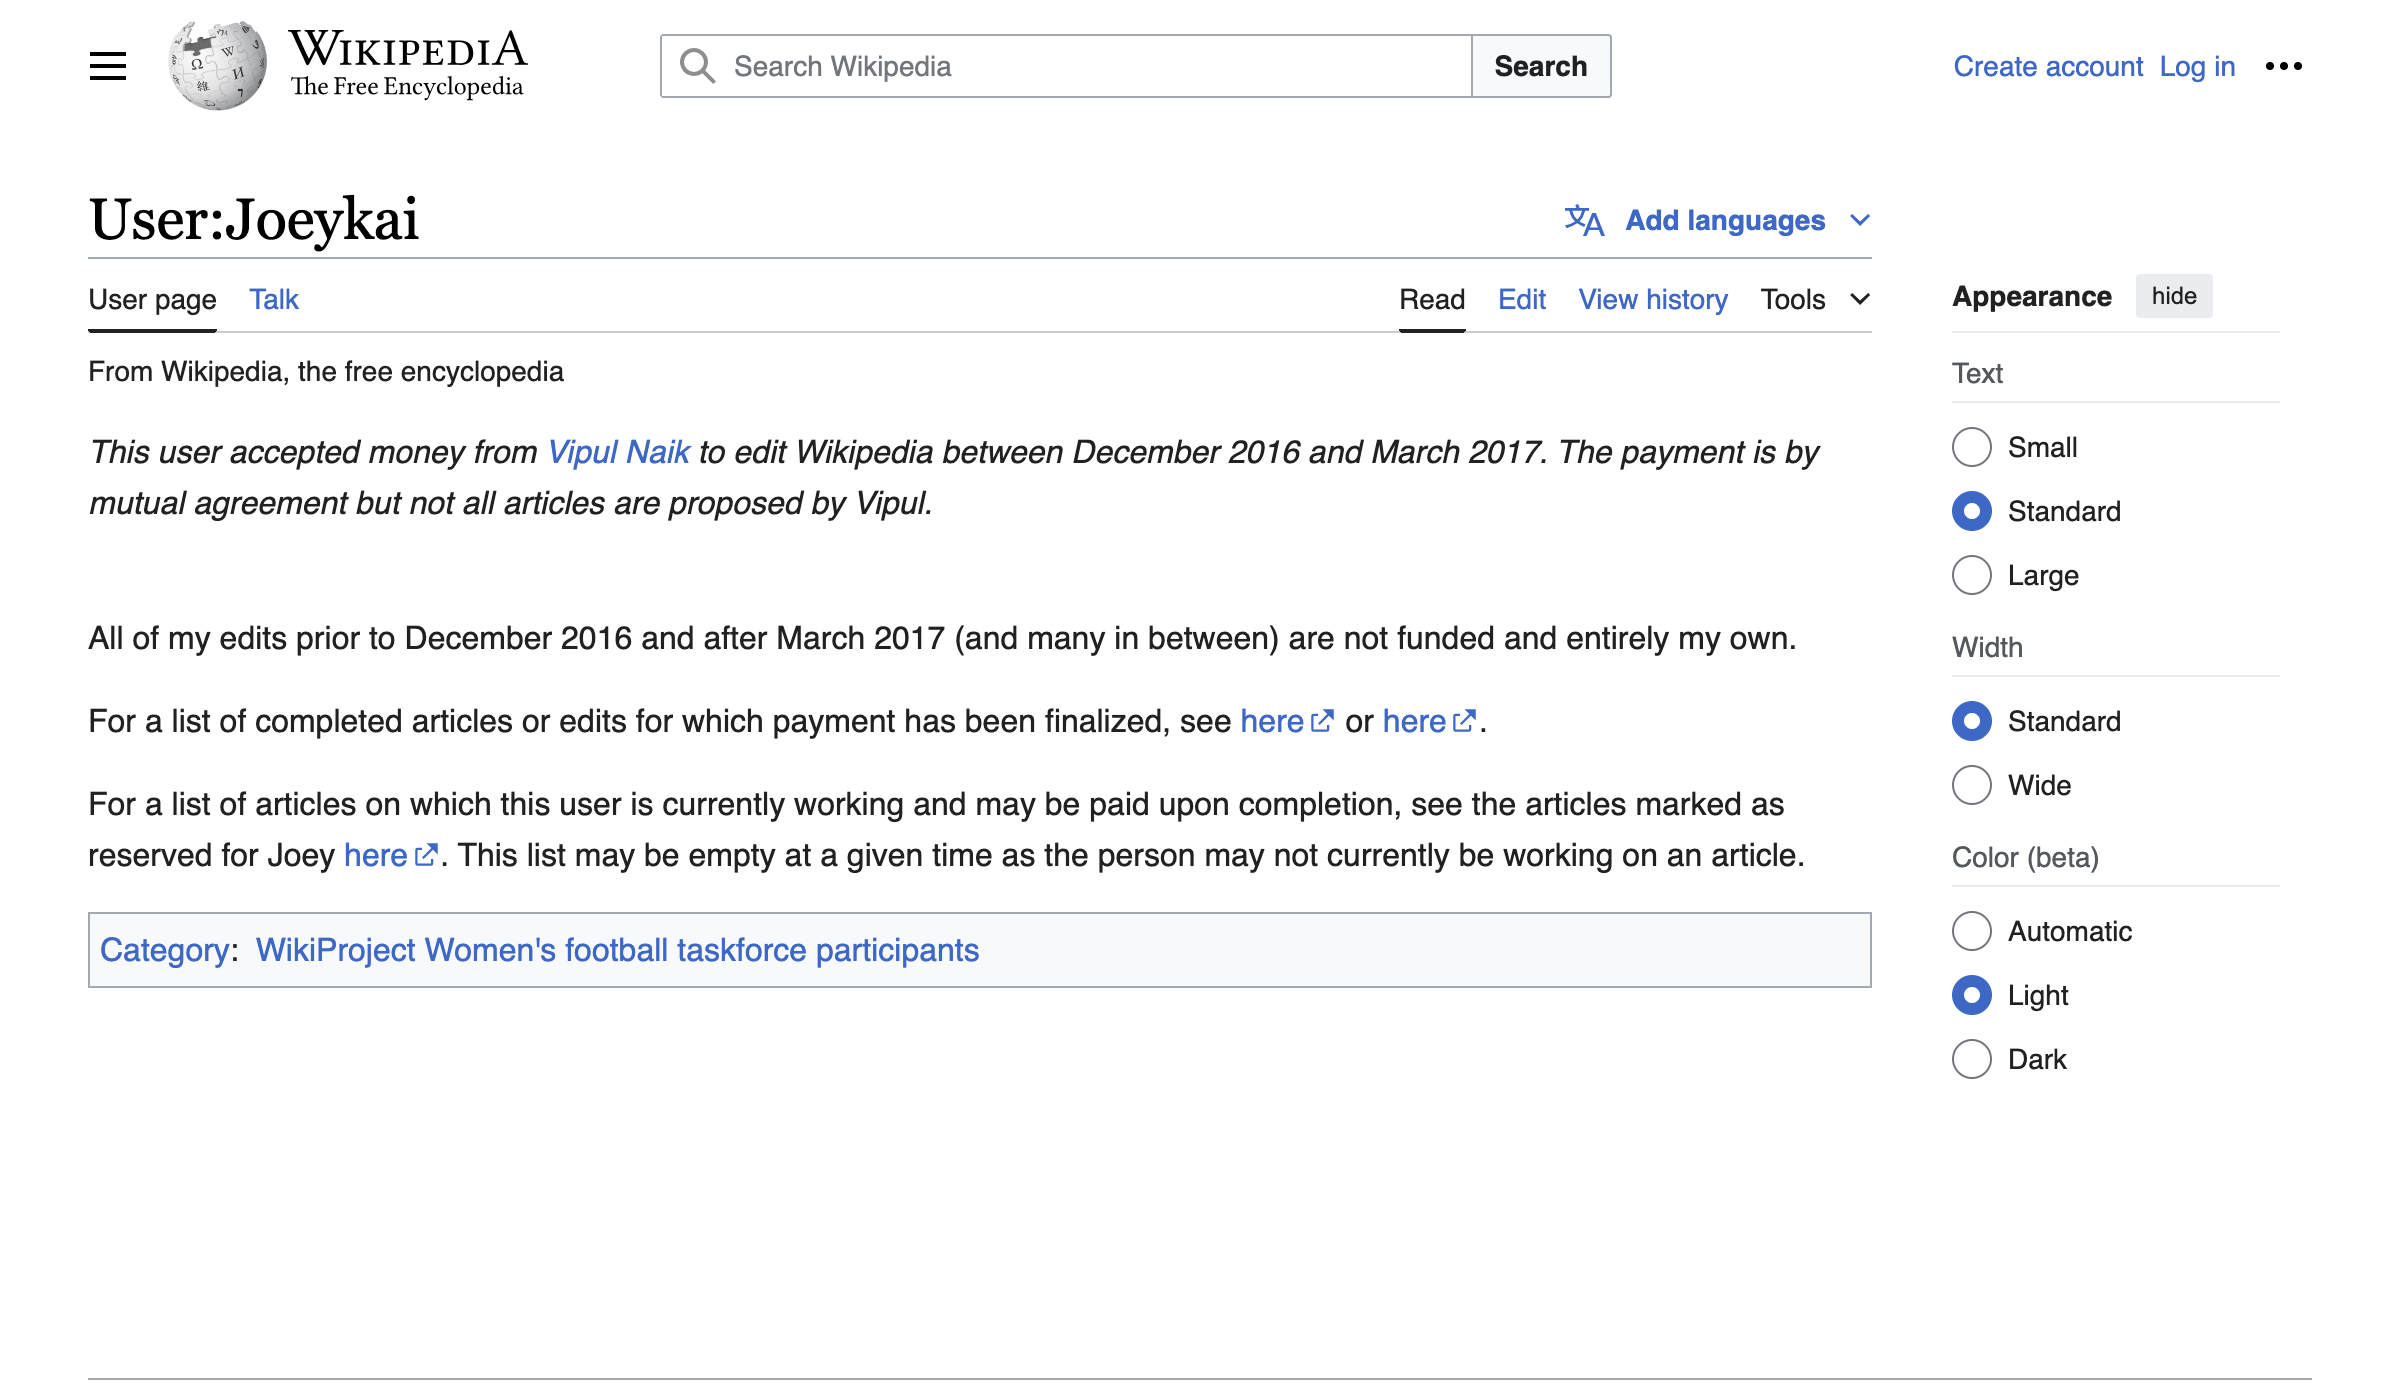 WIKIPEDIA
The Free Encyclopedia
Search Wikipedia
Search
Create account Log in
User:Joeykai
Add languages
User page Talk
Read Edit View history Tools
From Wikipedia, the free encyclopedia
This user accepted money from Vipul Naik to edit Wikipedia between December 2016 and March 2017. The payment is by
mutual agreement but not all articles are proposed by Vipul.
All of my edits prior to December 2016 and after March 2017 (and many in between) are not funded and entirely my own.
For a list of completed articles or edits for which payment has been finalized, see here or here.
For a list of articles on which this user is currently working and may be paid upon completion, see the articles marked as
reserved for Joey here. This list may be empty at a given time as the person may not currently be working on an article.
Category: WikiProject Women's football taskforce participants
Appearance hide
Text
Small
Standard
Large
Width
Standard
Wide
Color (beta)
Automatic
Light
Dark